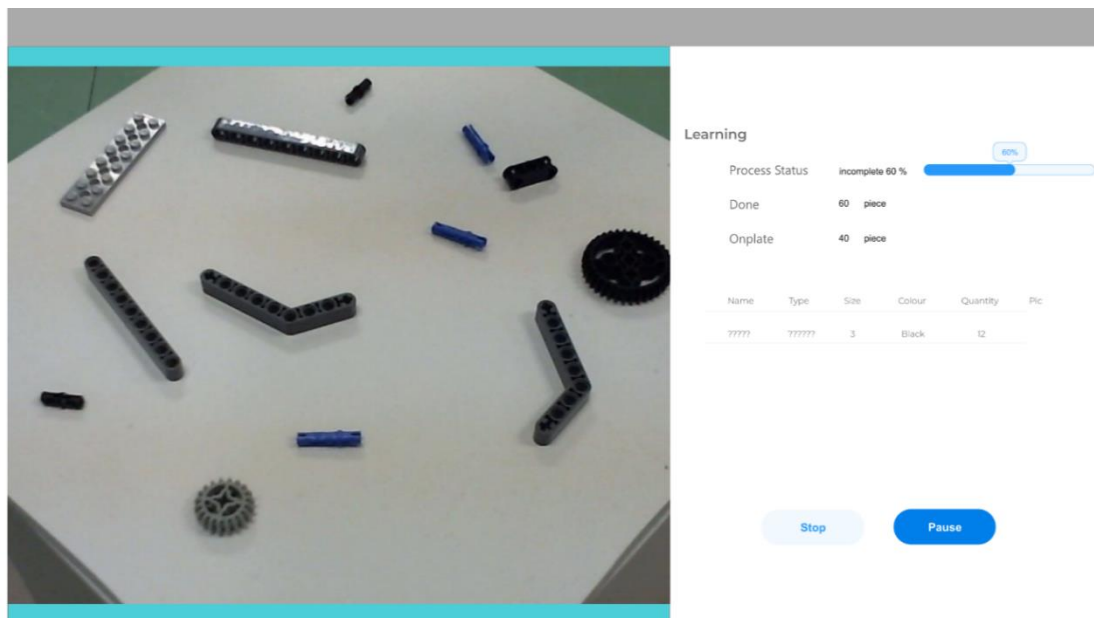 Learning
60%
Process Status incomplete 60 %
Done 60 piece
Onplate 40 piece
Name Type Size Colour Quantity Pic
????? ?????? 3 Black 12
Stop Pause